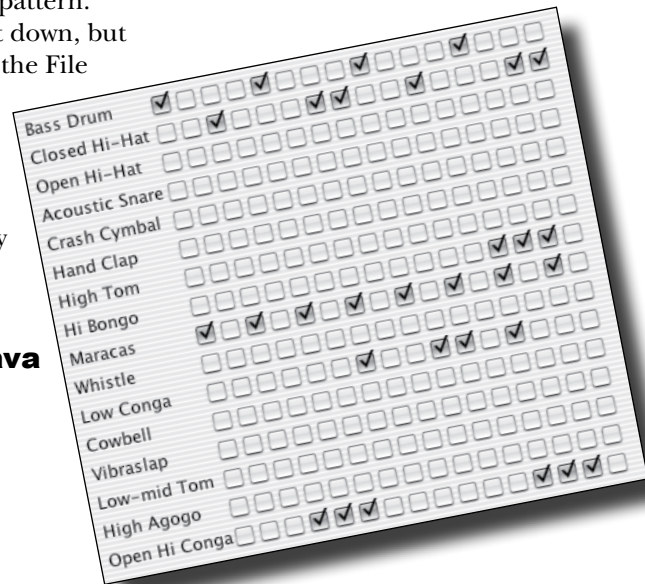 pattern.
t down, but
the File
y
ava
Bass Drum
Closed Hi-Hat
Open Hi-Hat
Acoustic Snare
Crash Cymbal
Hand Clap
High Tom
Hi Bongo
Maracas
Whistle
Low Conga
Cowbell
Vibraslap
Low-mid Tom
High Agogo
Open Hi Conga